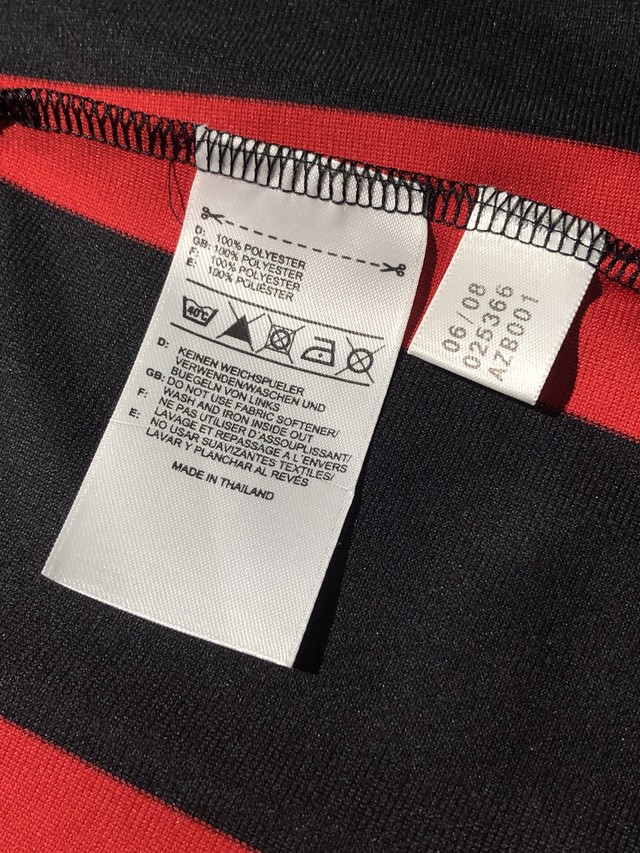 D: 100% POLYESTER
GB: 100% POLYESTER
F: 100% POLYESTER
E: 100% POLIÉSTER
40°C
D: KEINEN WEICHSPUELER
VERWENDEN/WASCHEN UND
BUEGELN VON LINKS
GB: DO NOT USE FABRIC SOFTENER/
WASH AND IRON INSIDE OUT
F: NE PAS UTILISER D'ASSOUPLISSANT/
LAVAGE ET REPASSAGE A L'ENVERS
E: NO USAR SUAVIZANTES TEXTILES/
LAVAR Y PLANCHAR AL REVÉS
MADE IN THAILAND
06/08
025366
AZB001